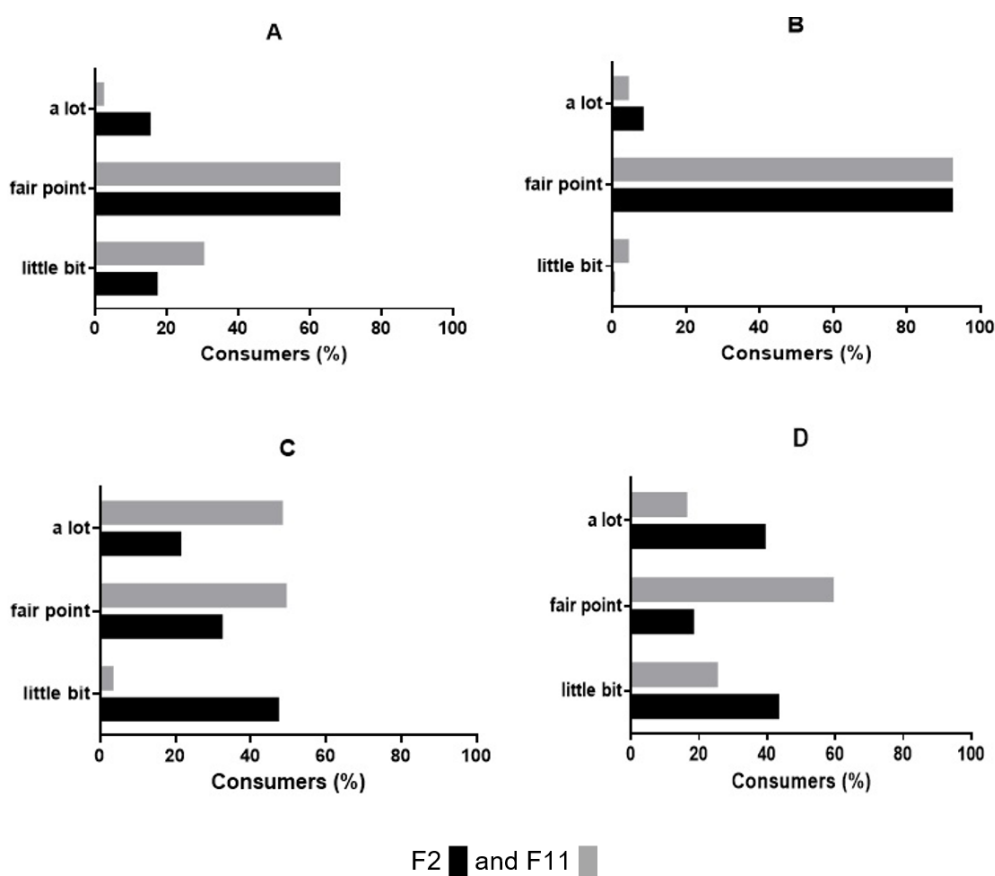 A
a lot
fair point
little bit
0 20 40 60 80 100
Consumers (%)
B
a lot
fair point
little bit
0 20 40 60 80 100
Consumers (%)
C
a lot
fair point
little bit
0 20 40 60 80 100
Consumers (%)
D
a lot
fair point
little bit
0 20 40 60 80 100
Consumers (%)
F2 and F11